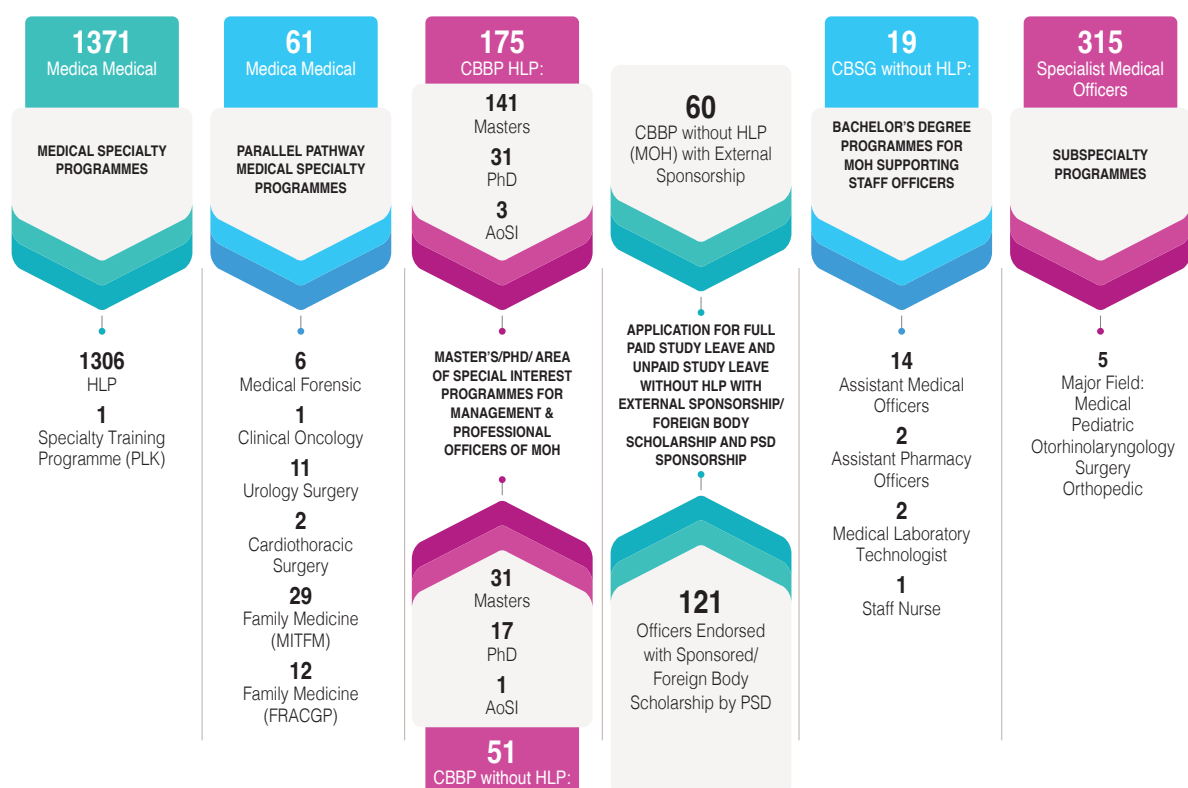 1371
Medica Medical
MEDICAL SPECIALTY
PROGRAMMES
1306
HLP
1
Specialty Training
Programme (PLK)
61
Medica Medical
PARALLEL PATHWAY
MEDICAL SPECIALTY
PROGRAMMES
6
Medical Forensic
1
Clinical Oncology
11
Urology Surgery
2
Cardiothoracic
Surgery
29
Family Medicine
(MITFM)
12
Family Medicine
(FRACGP)
175
CBBP HLP:
141
Masters
31
PhD
3
AoSI
MASTER'S/PHD/ AREA
OF SPECIAL INTEREST
PROGRAMMES FOR
MANAGEMENT &
PROFESSIONAL
OFFICERS OF MOH
31
Masters
17
PhD
1
AoSI
51
CBBP without HLP:
60
CBBP without HLP
(MOH) with External
Sponsorship
APPLICATION FOR FULL
PAID STUDY LEAVE AND
UNPAID STUDY LEAVE
WITHOUT HLP WITH
EXTERNAL SPONSORSHIP/
FOREIGN BODY
SCHOLARSHIP AND PSD
SPONSORSHIP
121
Officers Endorsed
with Sponsored/
Foreign Body
Scholarship by PSD
19
CBSG without HLP:
BACHELOR'S DEGREE
PROGRAMMES FOR
MOH SUPPORTING
STAFF OFFICERS
14
Assistant Medical
Officers
2
Assistant Pharmacy
Officers
2
Medical Laboratory
Technologist
1
Staff Nurse
315
Specialist Medical
Officers
SUBSPECIALTY
PROGRAMMES
5
Major Field:
Medical
Pediatric
Otorhinolaryngology
Surgery
Orthopedic